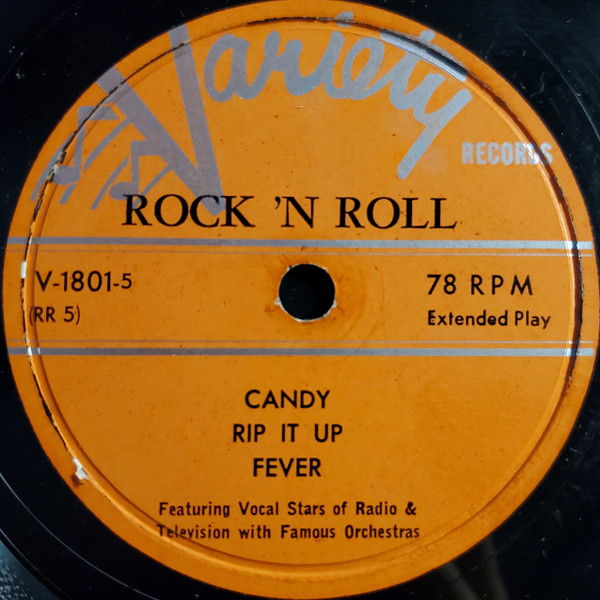 Variety
RECORDS
ROCK 'N ROLL
V-1801-5
(RR 5)
78 RPM
Extended Play
CANDY
RIP IT UP
FEVER
Featuring Vocal Stars of Radio &
Television with Famous Orchestras